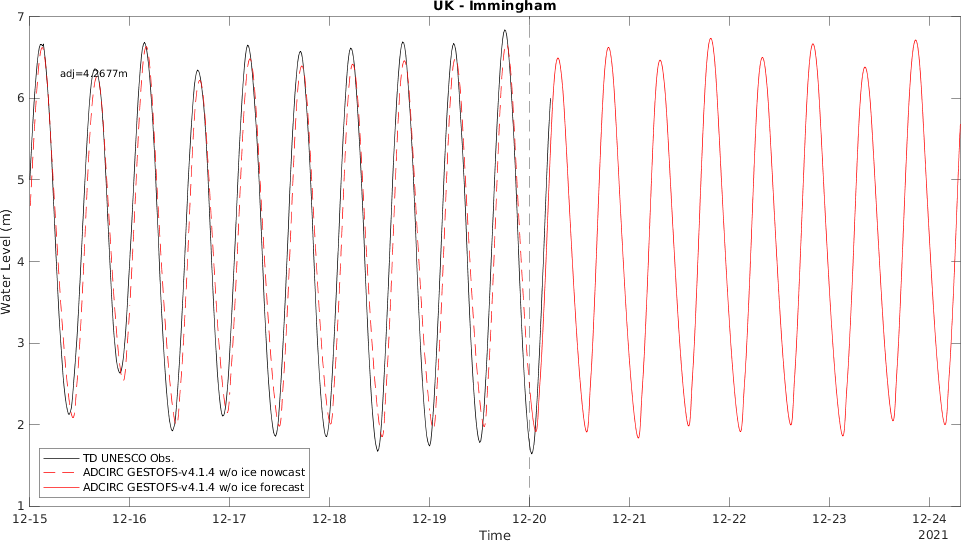 UK - Immingham
7
6
5
4
3
2
1
Water Level (m)
adj=4.2677m
TD UNESCO Obs.
ADCIRC GESTOFS-v4.1.4 w/o ice nowcast
ADCIRC GESTOFS-v4.1.4 w/o ice forecast
12-15 12-16 12-17 12-18 12-19 12-20 12-21 12-22 12-23 12-24
Time
2021